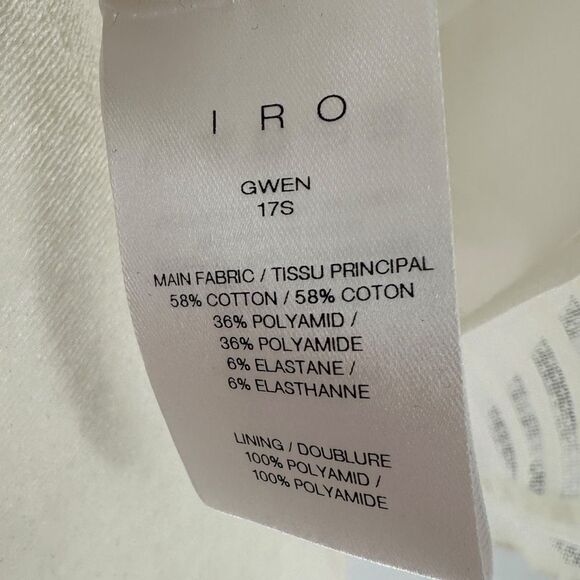 IRO
GWEN
17S
MAIN FABRIC / TISSU PRINCIPAL
58% COTTON / 58% COTON
36% POLYAMID /
36% POLYAMIDE
6% ELASTANE /
6% ELASTHANNE
LINING / DOUBLURE
100% POLYAMID /
100% POLYAMIDE